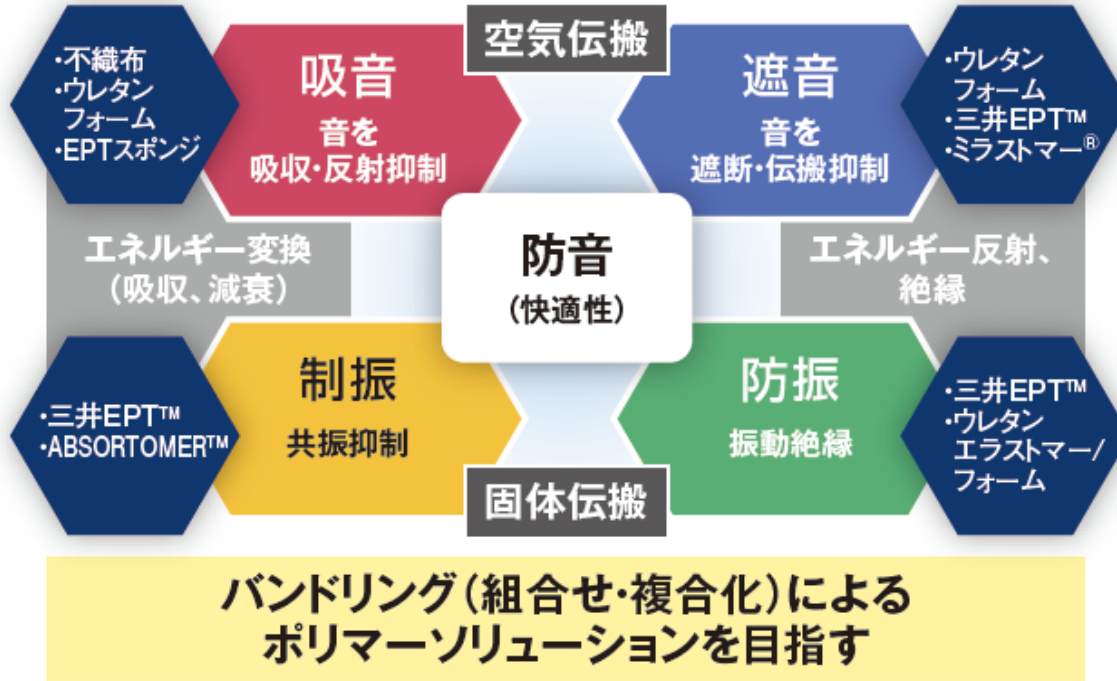 空気伝搬
・不織布
・ウレタン
フォーム
・EPTスポンジ
吸音
音を
吸収・反射抑制
遮音
音を
遮断・伝搬抑制
・ウレタン
フォーム
・三井EPT™
・ミラストマー®
エネルギー変換
(吸収、減衰)
防音
(快適性)
エネルギー反射、
絶縁
・三井EPT™
・ABSORTOMER™
制振
共振抑制
防振
振動絶縁
・三井EPT™
・ウレタン
エラストマー/
フォーム
固体伝搬
バンドリング(組合せ・複合化)による
ポリマーソリューションを目指す